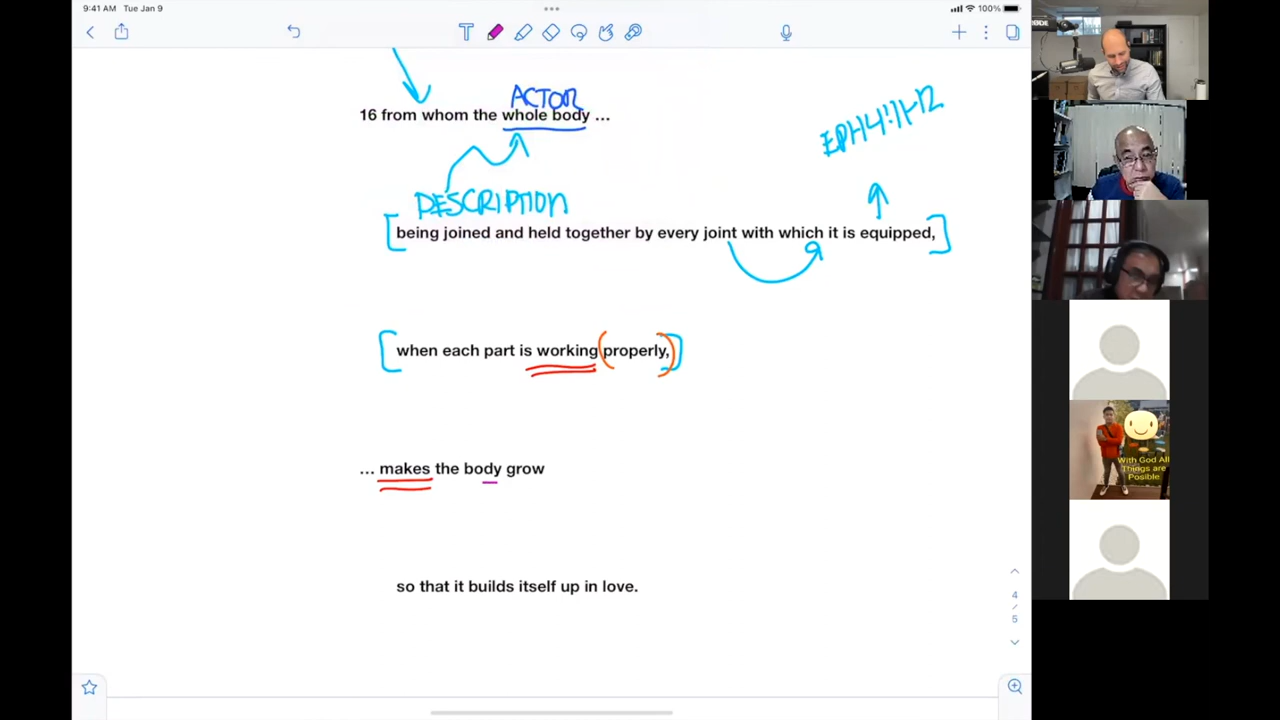 9:41 AM Tue Jan 9
100%
ACTOR
16 from whom the whole body ...
EPH 4:11-12
DESCRIPTION
being joined and held together by every joint with which it is equipped,
when each part is working (properly,)
... makes the body grow
so that it builds itself up in love.
4
/
5
With God All
Things are
Posible